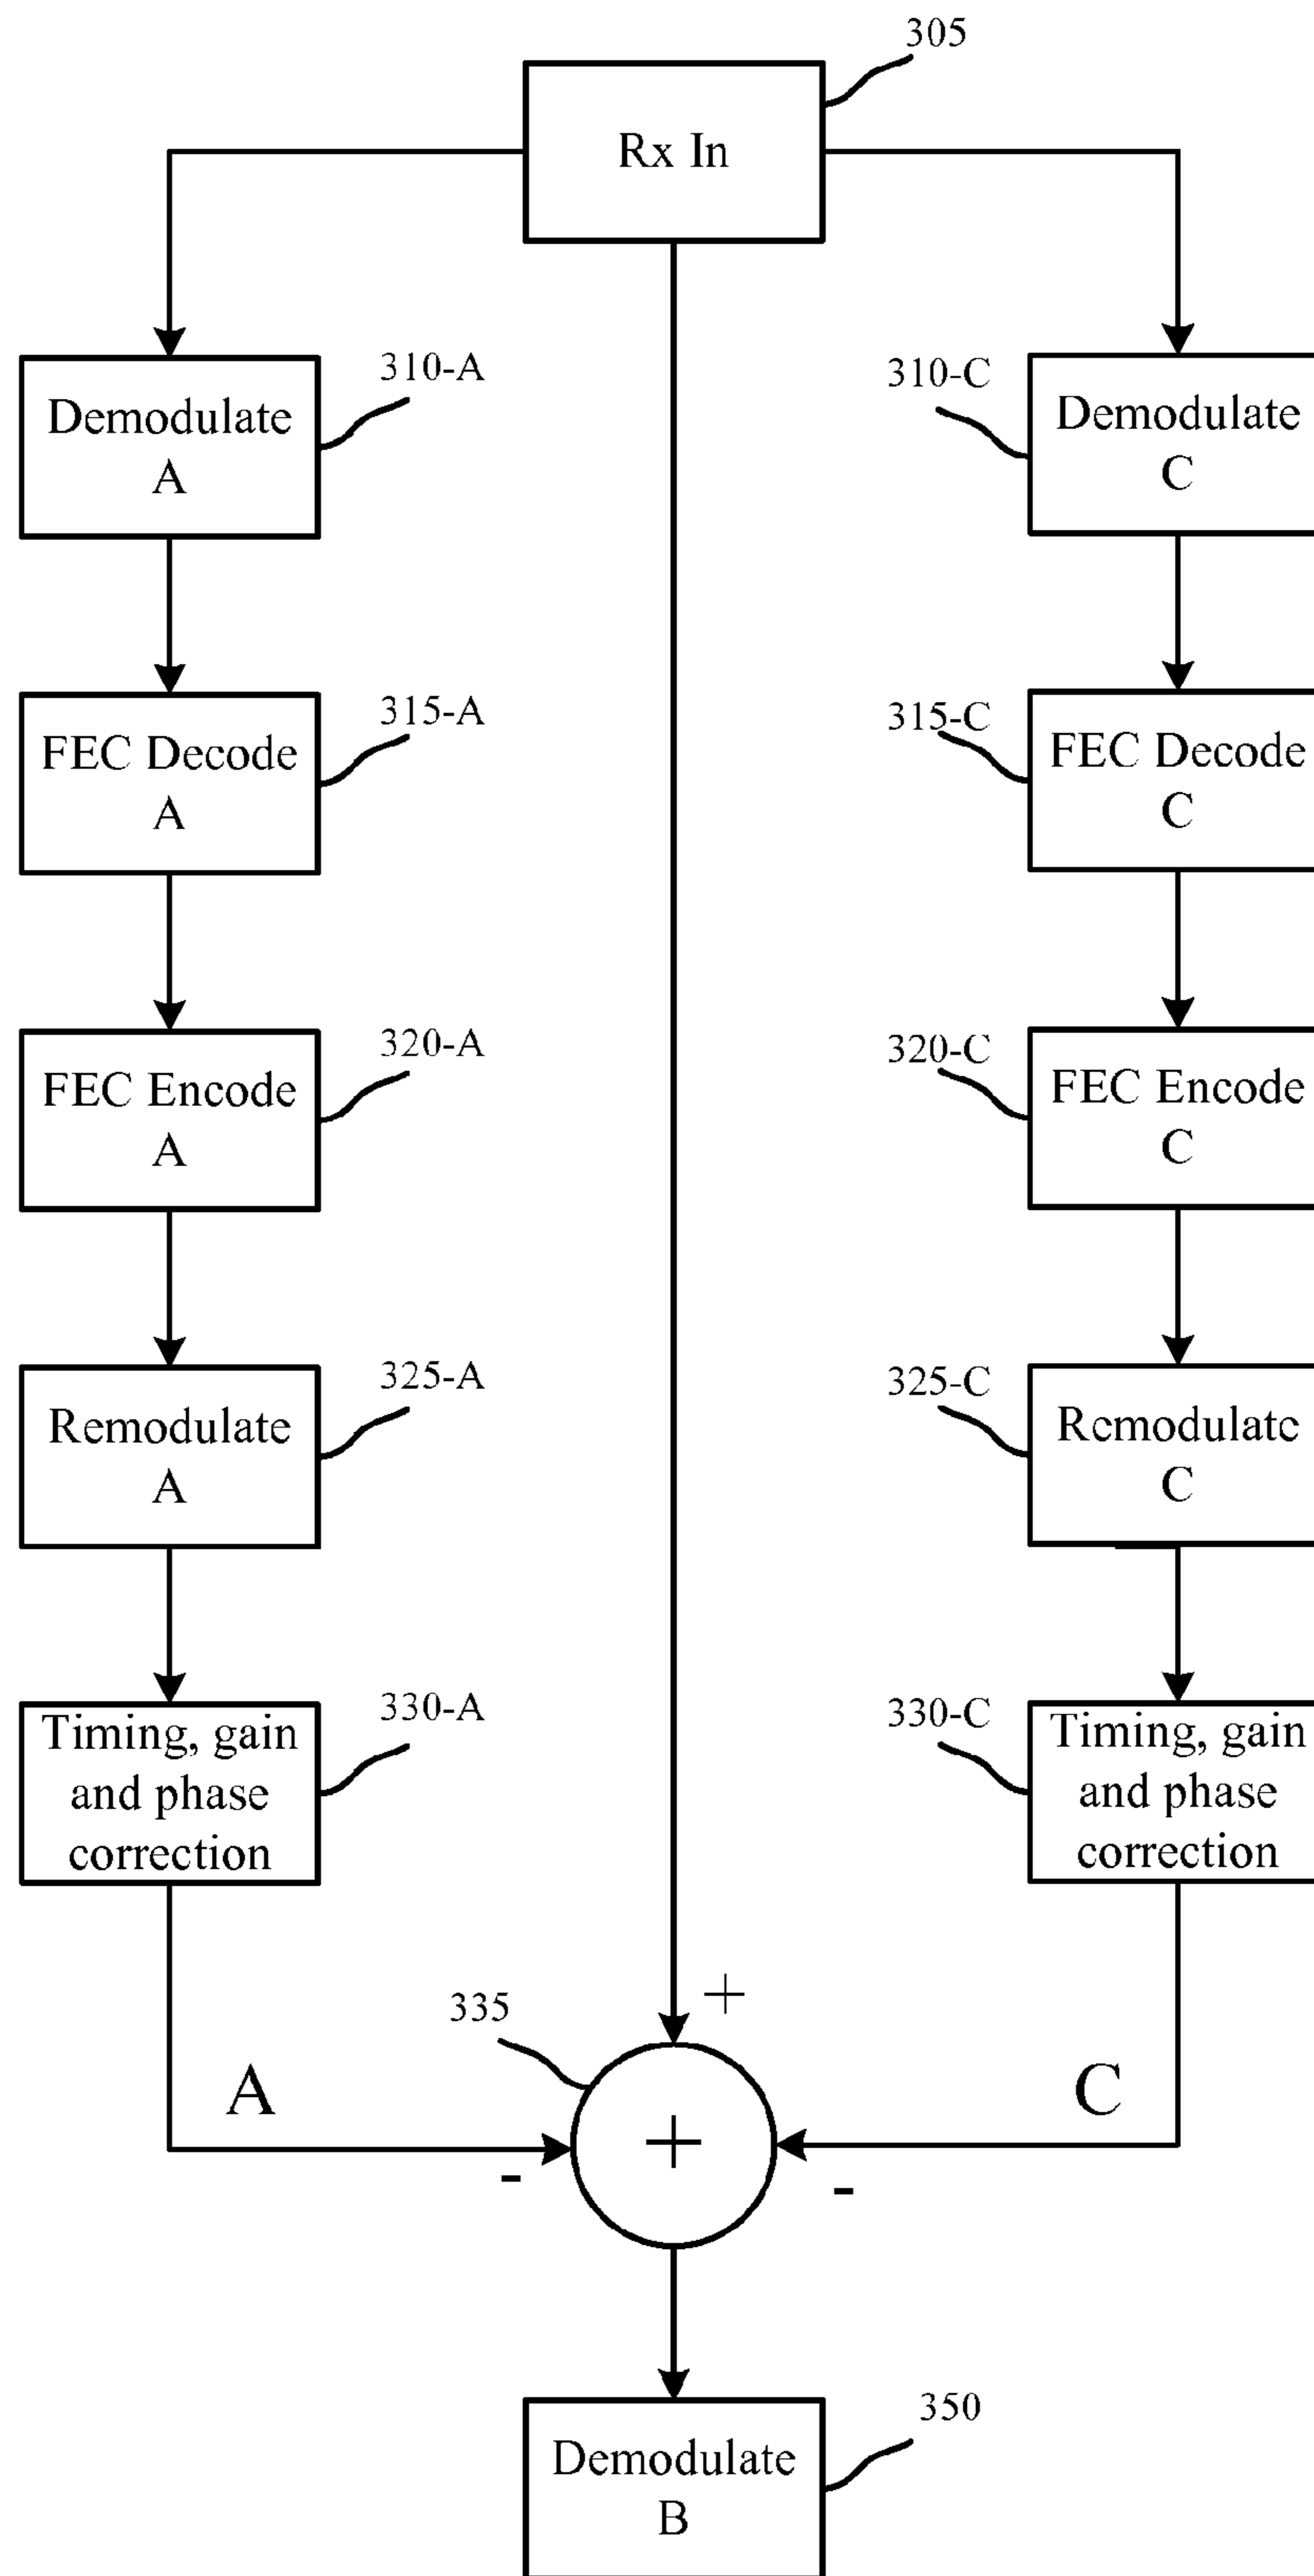 305
Rx In
310-A
310-C
Demodulate
A
Demodulate
C
315-A
315-C
FEC Decode
A
FEC Decode
C
320-A
320-C
FEC Encode
A
FEC Encode
C
325-A
325-C
Remodulate
A
Remodulate
C
330-A
330-C
Timing, gain
and phase
correction
Timing, gain
and phase
correction
335
+
A
C
+
-
-
350
Demodulate
B